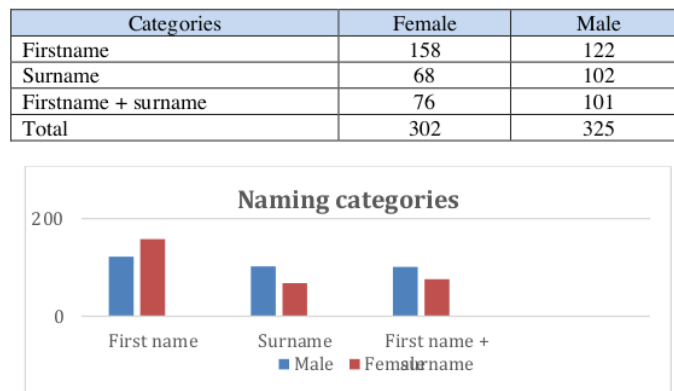 Categories Female Male
Firstname 158 122
Surname 68 102
Firstname + surname 76 101
Total 302 325
Naming categories
200
0
First name Surname First name +
surname
Male Female